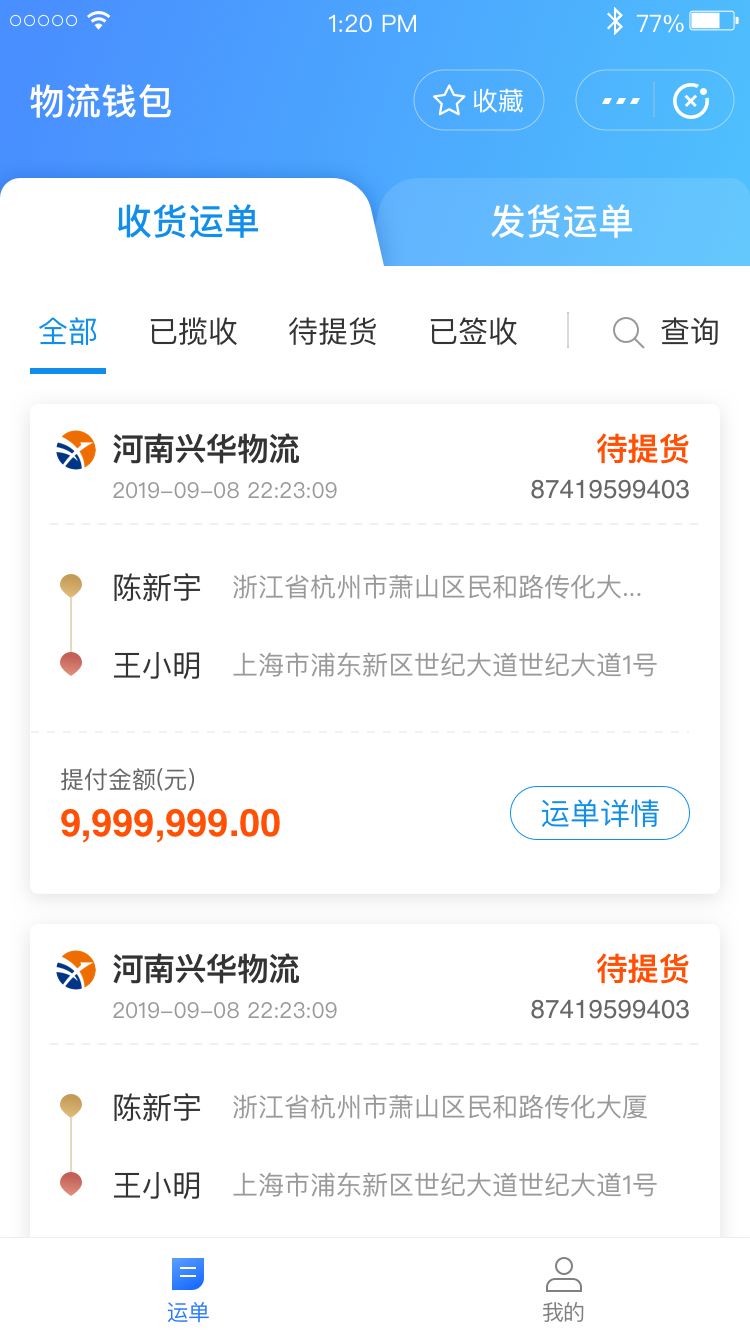 1:20 PM
77%
物流钱包
收藏
收货运单
发货运单
全部
已揽收
待提货
已签收
查询
河南兴华物流
待提货
2019-09-08 22:23:09
87419599403
陈新宇
浙江省杭州市萧山区民和路传化大...
王小明
上海市浦东新区世纪大道世纪大道1号
提付金额(元)
9,999,999.00
运单详情
河南兴华物流
待提货
2019-09-08 22:23:09
87419599403
陈新宇
浙江省杭州市萧山区民和路传化大厦
王小明
上海市浦东新区世纪大道世纪大道1号
运单
我的